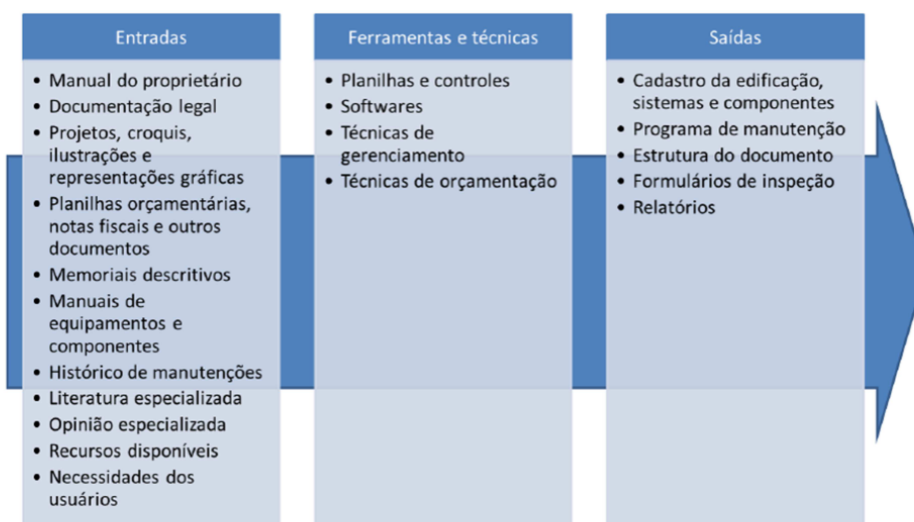 Entradas
• Manual do proprietário
• Documentação legal
• Projetos, croquis,
ilustrações e
representações gráficas
• Planilhas orçamentárias,
notas fiscais e outros
documentos
• Memoriais descritivos
• Manuais de
equipamentos e
componentes
• Histórico de manutenções
• Literatura especializada
• Opinião especializada
• Recursos disponíveis
• Necessidades dos
usuários
Ferramentas e técnicas
• Planilhas e controles
• Softwares
• Técnicas de
gerenciamento
• Técnicas de orçamentação
Saídas
• Cadastro da edificação,
sistemas e componentes
• Programa de manutenção
• Estrutura do documento
• Formulários de inspeção
• Relatórios